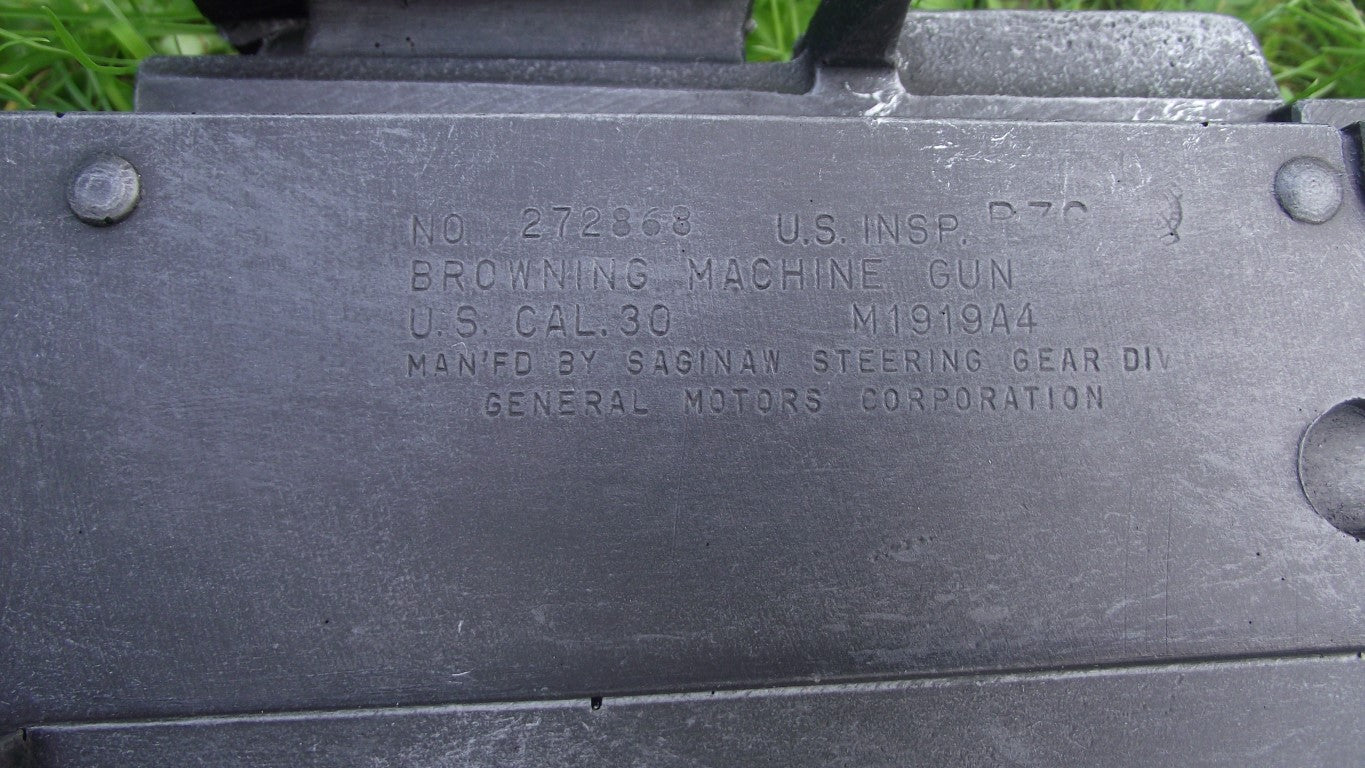 NO 272868 U.S. INSP.
BROWNING MACHINE GUN
U.S. CAL. 30 M1919A4
MAN'FD BY SAGINAW STEERING GEAR DIV
GENERAL MOTORS CORPORATION